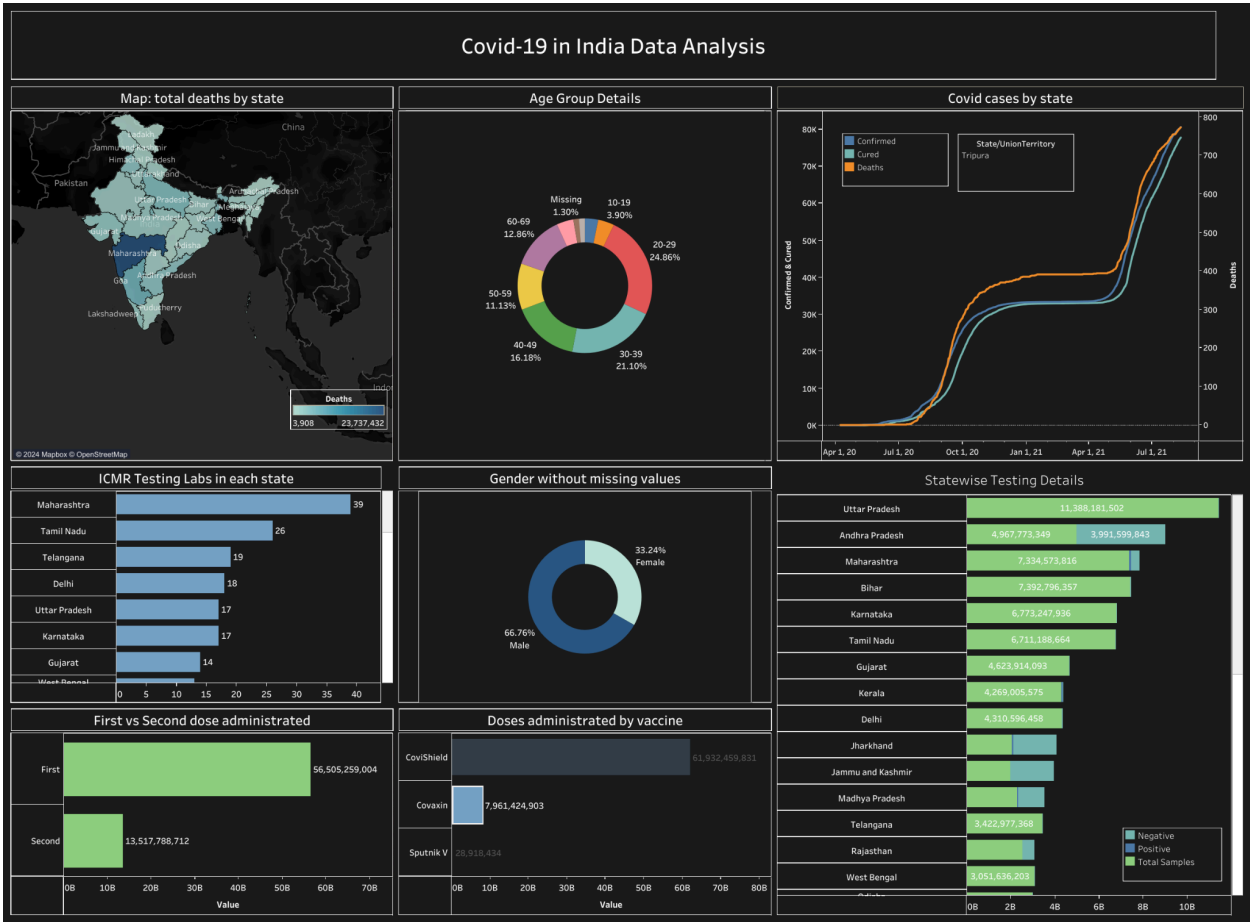 Covid-19 in India Data Analysis
Map: total deaths by state
China
Ladakh
Jammu and Kashmir
Himachal Pradesh
Uttarakhand
Pakistan
Arunachal Pradesh
Uttar Pradesh
Bihar
Meghalaya
Madhya Pradesh
West Bengal
India
Gujarat
Odisha
Maharashtra
Goa
Andhra Pradesh
Puducherry
Lakshadweep
Deaths
3,908
23,737,432
© 2024 Mapbox © OpenStreetMap
Age Group Details
Missing
1.30%
10-19
3.90%
60-69
12.86%
20-29
24.86%
50-59
11.13%
40-49
16.18%
30-39
21.10%
Covid cases by state
Confirmed
Cured
Deaths
State/UnionTerritory
Tripura
Confirmed & Cured
80K
70K
60K
50K
40K
30K
20K
10K
0K
Deaths
800
700
600
500
400
300
200
100
0
Apr 1, 20
Jul 1, 20
Oct 1, 20
Jan 1, 21
Apr 1, 21
Jul 1, 21
ICMR Testing Labs in each state
Maharashtra 39
Tamil Nadu 26
Telangana 19
Delhi 18
Uttar Pradesh 17
Karnataka 17
Gujarat 14
West Bengal
0 5 10 15 20 25 30 35 40
Gender without missing values
33.24%
Female
66.76%
Male
Statewise Testing Details
Uttar Pradesh 11,388,181,502
Andhra Pradesh 4,967,773,349 3,991,599,843
Maharashtra 7,334,573,816
Bihar 7,392,796,357
Karnataka 6,773,247,936
Tamil Nadu 6,711,188,664
Gujarat 4,623,914,093
Kerala 4,269,005,575
Delhi 4,310,596,458
Jharkhand
Jammu and Kashmir
Madhya Pradesh
Telangana 3,422,977,368
Rajasthan
West Bengal 3,051,636,203
Odisha
Negative
Positive
Total Samples
0B 2B 4B 6B 8B 10B
First vs Second dose administrated
First 56,505,259,004
Second 13,517,788,712
0B 10B 20B 30B 40B 50B 60B 70B
Value
Doses administrated by vaccine
CoviShield 61,932,459,831
Covaxin 7,961,424,903
Sputnik V 28,918,434
0B 10B 20B 30B 40B 50B 60B 70B 80B
Value